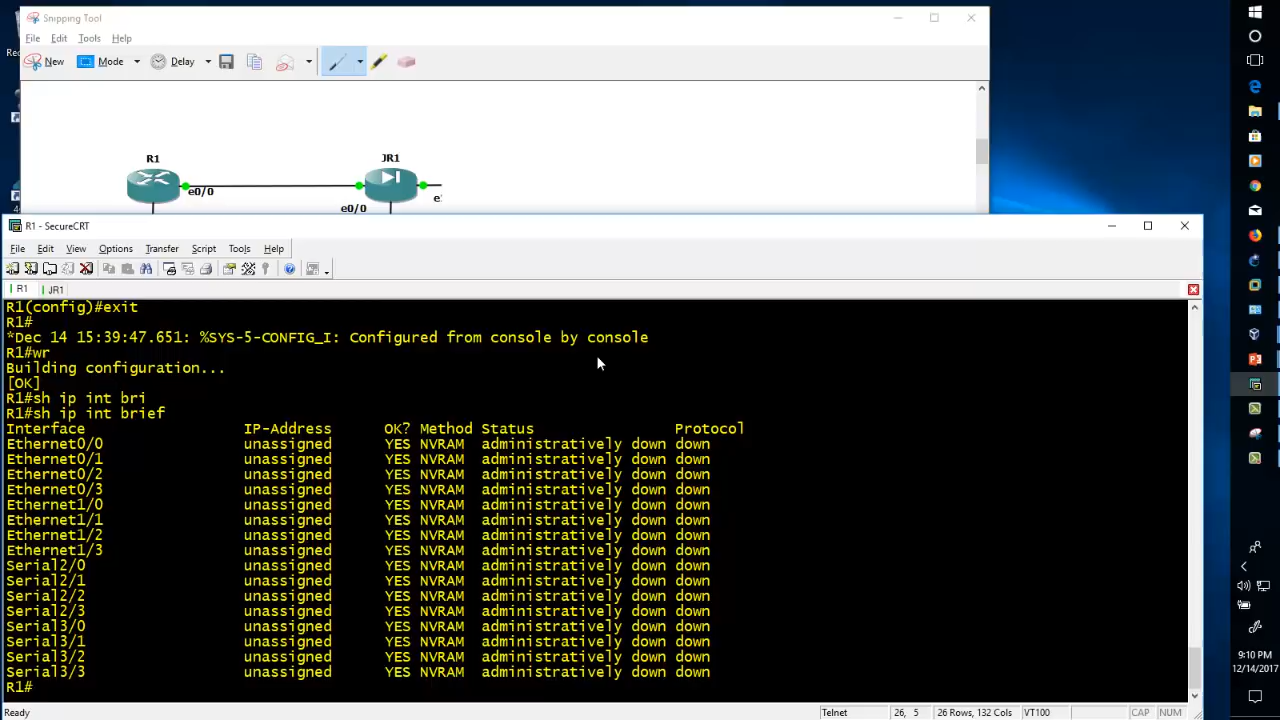 Snipping Tool
File Edit Tools Help
New Mode Delay
R1
JR1
e0/0
e0/0
R1 - SecureCRT
File Edit View Options Transfer Script Tools Help
R1 JR1
R1(config)#exit
R1#
*Dec 14 15:39:47.651: %SYS-5-CONFIG_I: Configured from console by console
R1#wr
Building configuration...
[OK]
R1#sh ip int bri
R1#sh ip int brief
Interface IP-Address OK? Method Status Protocol
Ethernet0/0 unassigned YES NVRAM administratively down down
Ethernet0/1 unassigned YES NVRAM administratively down down
Ethernet0/2 unassigned YES NVRAM administratively down down
Ethernet0/3 unassigned YES NVRAM administratively down down
Ethernet1/0 unassigned YES NVRAM administratively down down
Ethernet1/1 unassigned YES NVRAM administratively down down
Ethernet1/2 unassigned YES NVRAM administratively down down
Ethernet1/3 unassigned YES NVRAM administratively down down
Serial2/0 unassigned YES NVRAM administratively down down
Serial2/1 unassigned YES NVRAM administratively down down
Serial2/2 unassigned YES NVRAM administratively down down
Serial2/3 unassigned YES NVRAM administratively down down
Serial3/0 unassigned YES NVRAM administratively down down
Serial3/1 unassigned YES NVRAM administratively down down
Serial3/2 unassigned YES NVRAM administratively down down
Serial3/3 unassigned YES NVRAM administratively down down
R1#
Ready Telnet 26, 5 26 Rows, 132 Cols VT100 CAP NUM
9:10 PM
12/14/2017